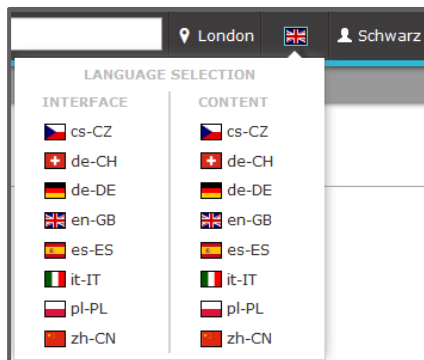 London Schwarz
LANGUAGE SELECTION
INTERFACE CONTENT
cs-CZ cs-CZ
de-CH de-CH
de-DE de-DE
en-GB en-GB
es-ES es-ES
it-IT it-IT
pl-PL pl-PL
zh-CN zh-CN